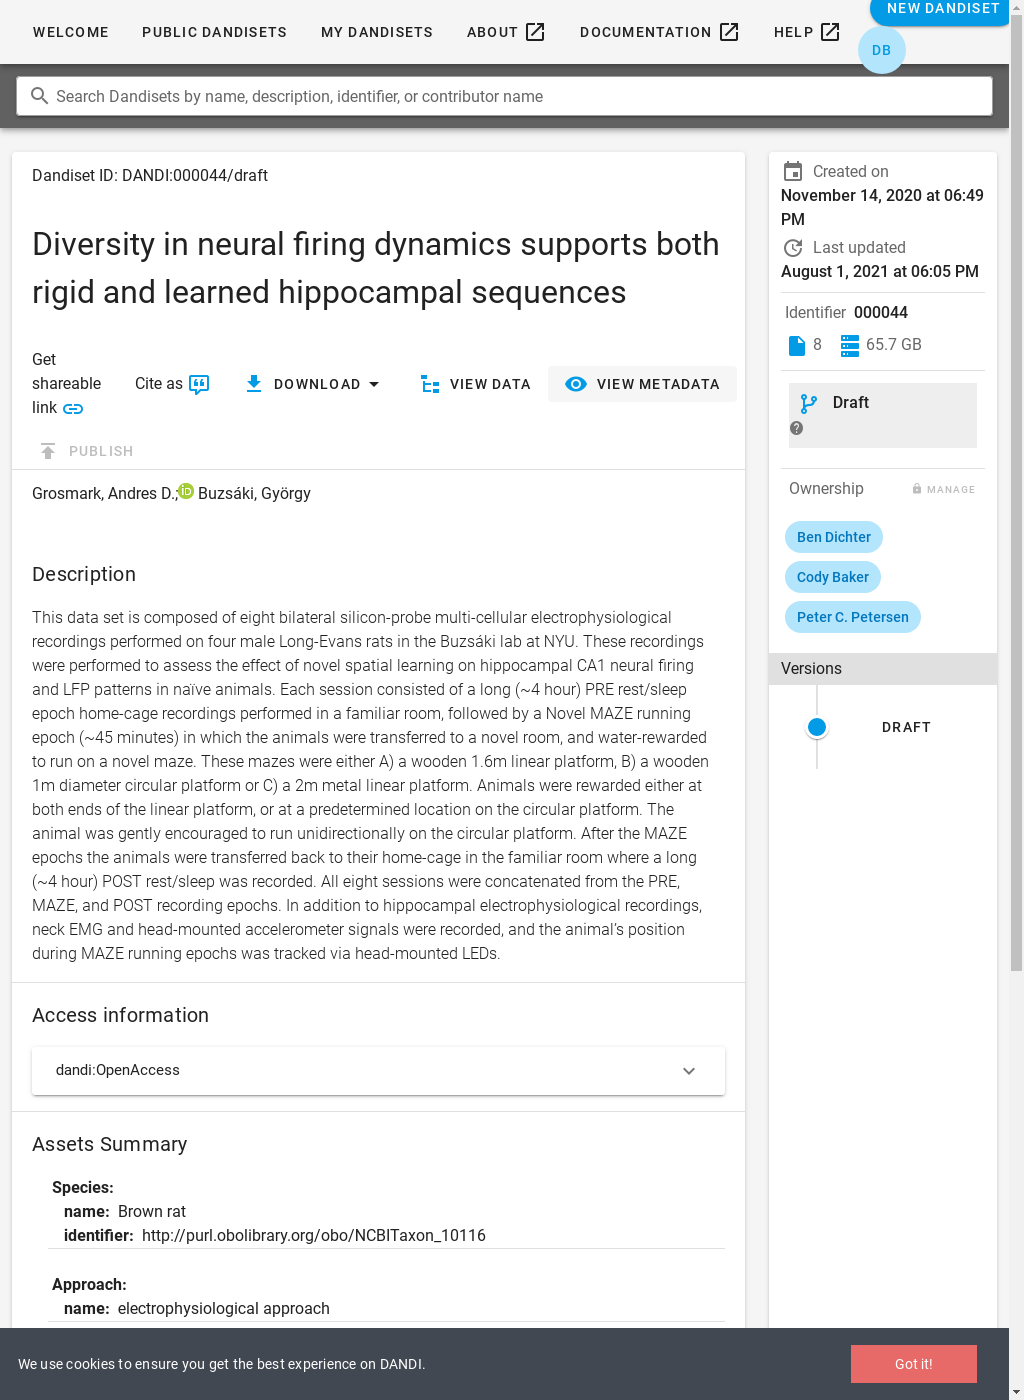 WELCOME PUBLIC DANDISETS MY DANDISETS ABOUT DOCUMENTATION HELP NEW DANDISET
DB
Search Dandisets by name, description, identifier, or contributor name
Dandiset ID: DANDI:000044/draft
Diversity in neural firing dynamics supports both
rigid and learned hippocampal sequences
Get
shareable
link
Cite as
DOWNLOAD
VIEW DATA
VIEW METADATA
PUBLISH
Grosmark, Andres D.; iD Buzsáki, György
Description
This data set is composed of eight bilateral silicon-probe multi-cellular electrophysiological
recordings performed on four male Long-Evans rats in the Buzsáki lab at NYU. These recordings
were performed to assess the effect of novel spatial learning on hippocampal CA1 neural firing
and LFP patterns in naïve animals. Each session consisted of a long (~4 hour) PRE rest/sleep
epoch home-cage recordings performed in a familiar room, followed by a Novel MAZE running
epoch (~45 minutes) in which the animals were transferred to a novel room, and water-rewarded
to run on a novel maze. These mazes were either A) a wooden 1.6m linear platform, B) a wooden
1m diameter circular platform or C) a 2m metal linear platform. Animals were rewarded either at
both ends of the linear platform, or at a predetermined location on the circular platform. The
animal was gently encouraged to run unidirectionally on the circular platform. After the MAZE
epochs the animals were transferred back to their home-cage in the familiar room where a long
(~4 hour) POST rest/sleep was recorded. All eight sessions were concatenated from the PRE,
MAZE, and POST recording epochs. In addition to hippocampal electrophysiological recordings,
neck EMG and head-mounted accelerometer signals were recorded, and the animal's position
during MAZE running epochs was tracked via head-mounted LEDs.
Access information
dandi:OpenAccess
Assets Summary
Species:
name: Brown rat
identifier: http://purl.obolibrary.org/obo/NCBITaxon_10116
Approach:
name: electrophysiological approach
Created on
November 14, 2020 at 06:49
PM
Last updated
August 1, 2021 at 06:05 PM
Identifier 000044
8 65.7 GB
Draft
?
Ownership MANAGE
Ben Dichter
Cody Baker
Peter C. Petersen
Versions
DRAFT
We use cookies to ensure you get the best experience on DANDI.
Got it!